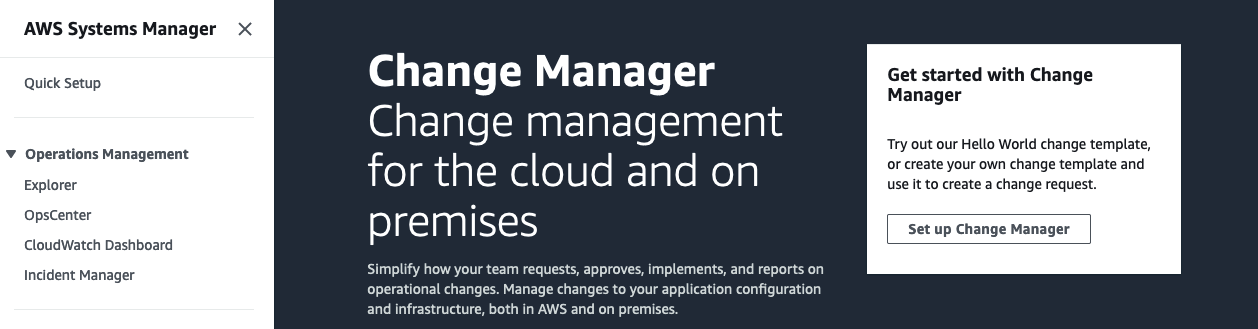 AWS Systems Manager
Quick Setup
Operations Management
Explorer
OpsCenter
CloudWatch Dashboard
Incident Manager
Change Manager
Change management
for the cloud and on
premises
Simplify how your team requests, approves, implements, and reports on
operational changes. Manage changes to your application configuration
and infrastructure, both in AWS and on premises.
Get started with Change
Manager
Try out our Hello World change template,
or create your own change template and
use it to create a change request.
Set up Change Manager